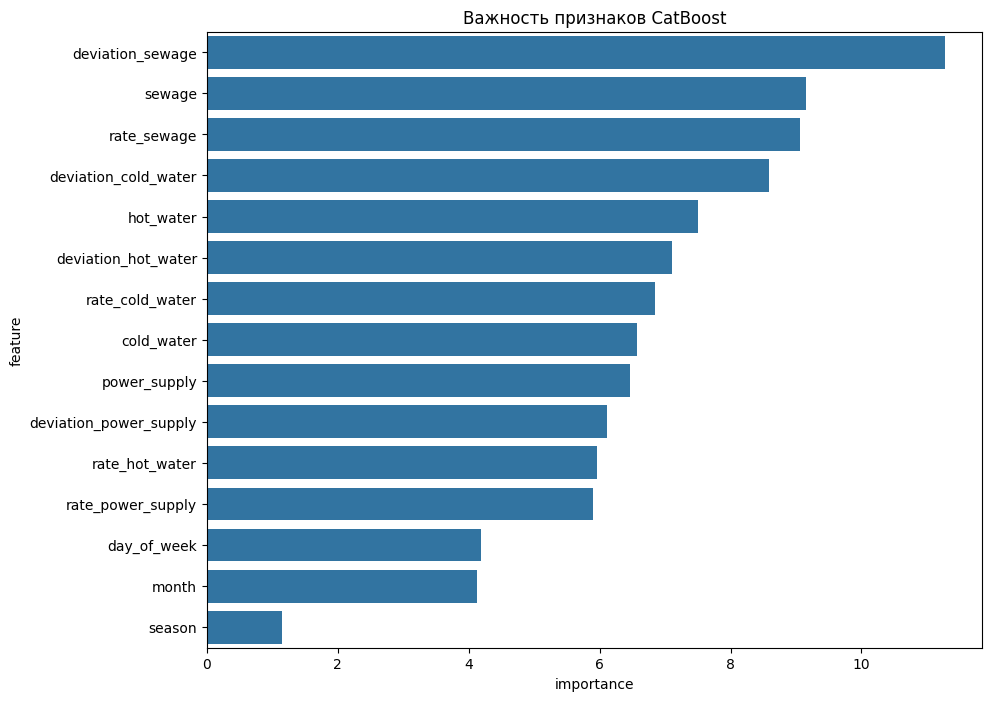 Важность признаков CatBoost
deviation_sewage
sewage
rate_sewage
deviation_cold_water
hot_water
deviation_hot_water
rate_cold_water
cold_water
power_supply
deviation_power_supply
rate_hot_water
rate_power_supply
day_of_week
month
season
feature
0 2 4 6 8 10
importance